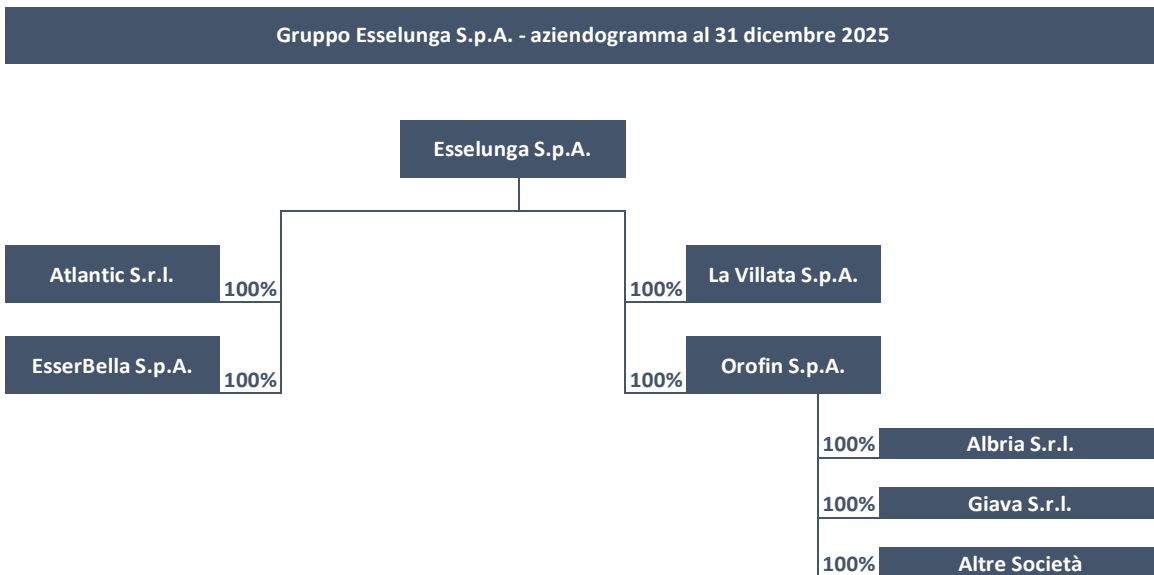 Gruppo Esselunga S.p.A. - aziendogramma al 31 dicembre 2025
Esselunga S.p.A.
Atlantic S.r.l.
100%
100%
La Villata S.p.A.
EsserBella S.p.A.
100%
100%
Orofin S.p.A.
100%
Albria S.r.l.
100%
Giava S.r.l.
100%
Altre Società